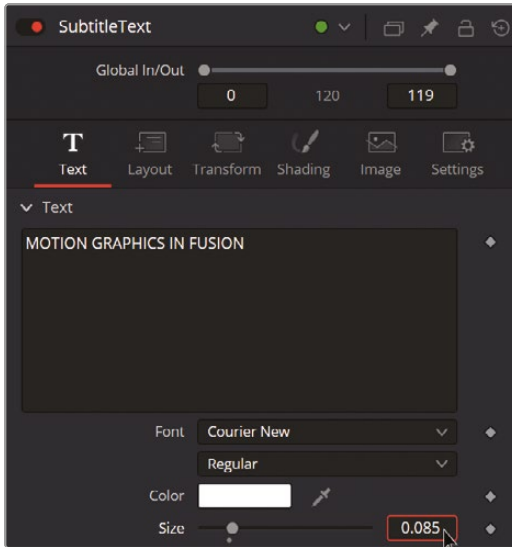 SubtitleText
Global In/Out
0 120 119
T
Text Layout Transform Shading Image Settings
Text
MOTION GRAPHICS IN FUSION
Font Courier New
Regular
Color
Size 0.085